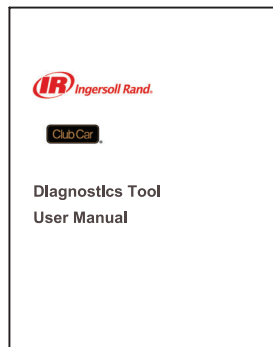 IR Ingersoll Rand.
Club Car
Diagnostics Tool
User Manual